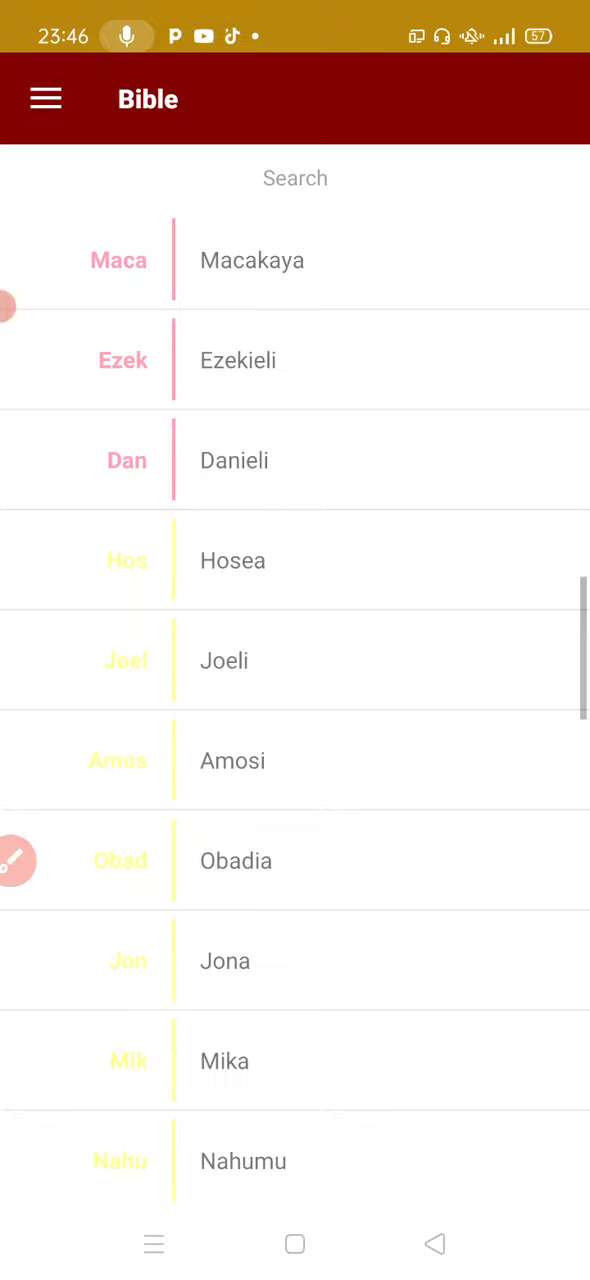 23:46
57
Bible
Search
Maca Macakaya
Ezek Ezekieli
Dan Danieli
Hos Hosea
Joel Joeli
Amos Amosi
Obad Obadia
Jon Jona
Mik Mika
Nahu Nahumu